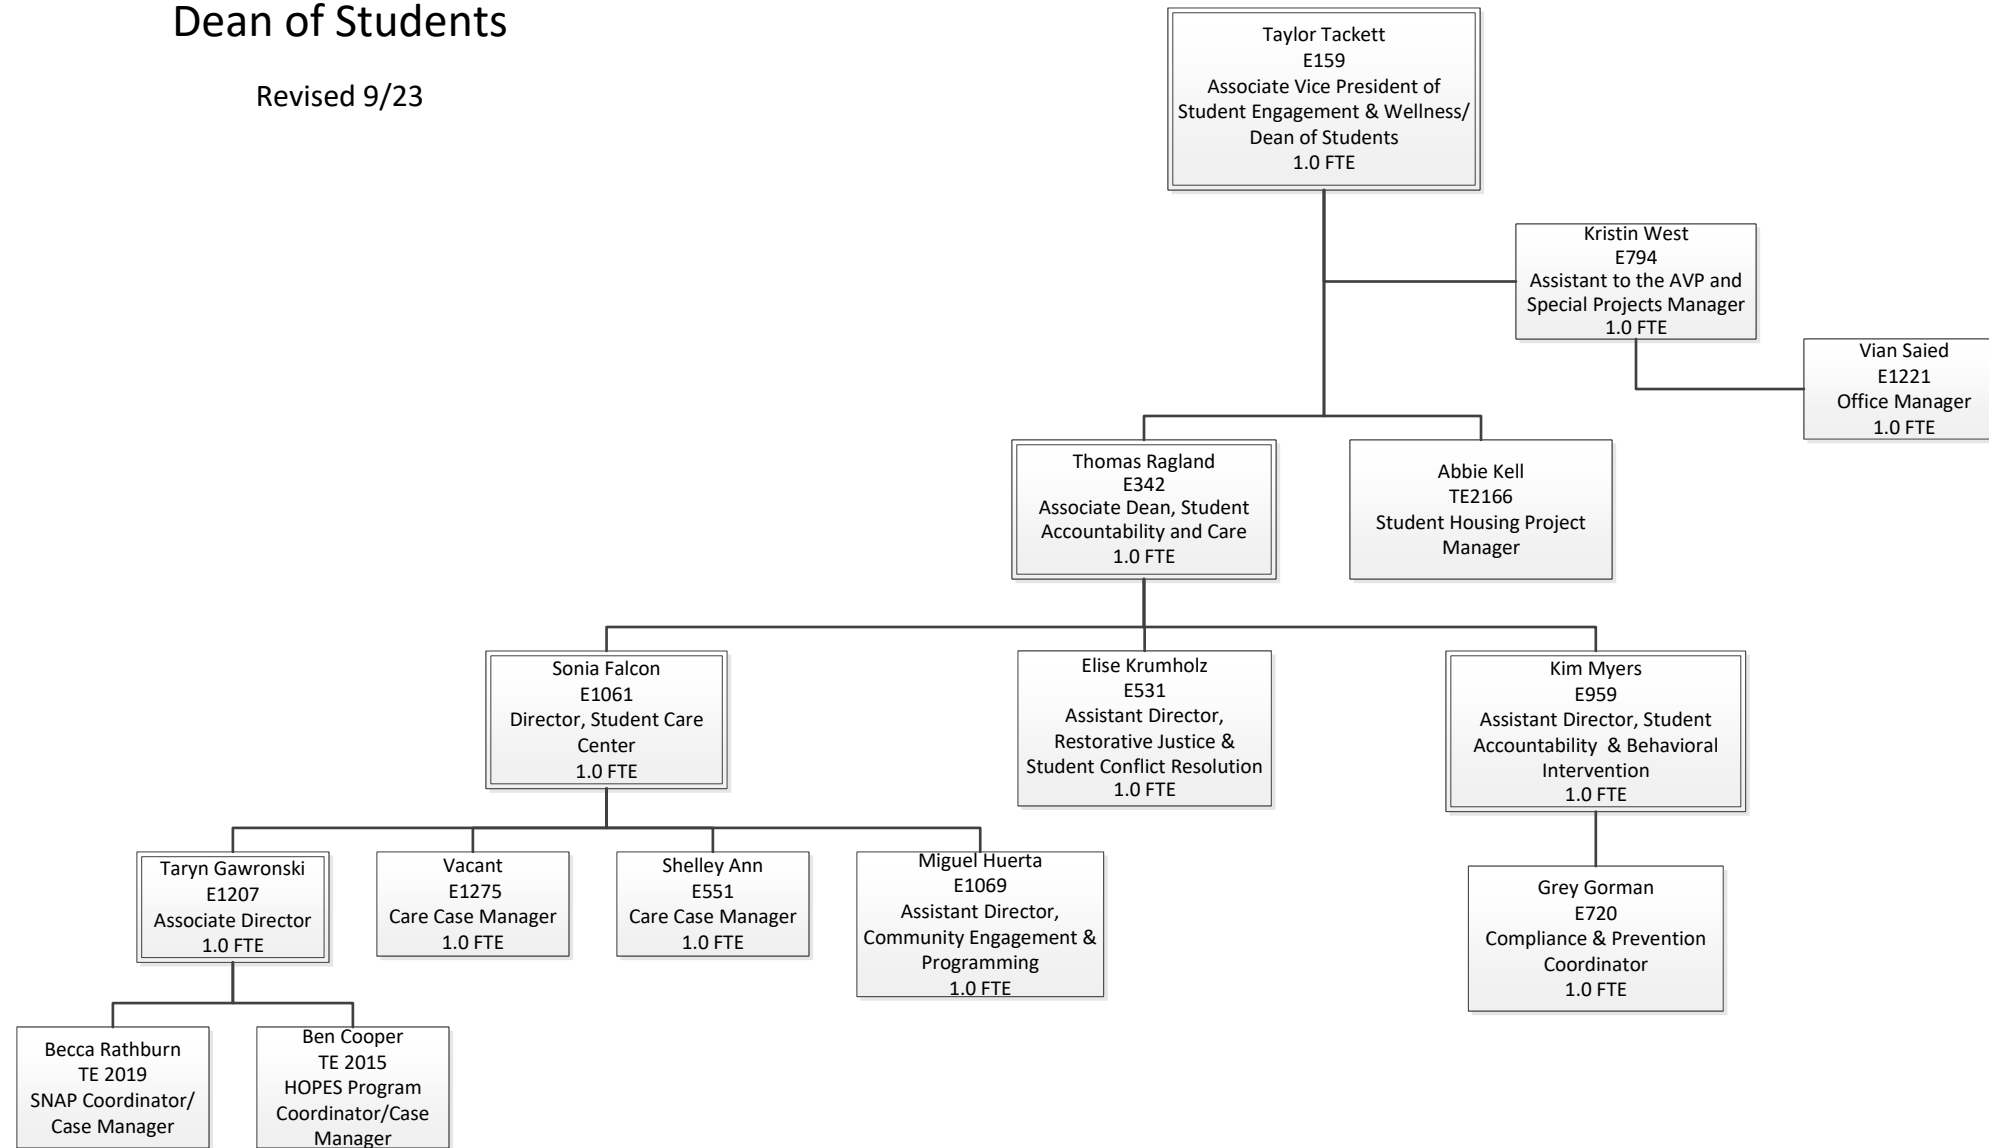 Dean of Students
Revised 9/23
Taylor Tackett
E159
Associate Vice President of
Student Engagement & Wellness/
Dean of Students
1.0 FTE
Kristin West
E794
Assistant to the AVP and
Special Projects Manager
1.0 FTE
Vian Saied
E1221
Office Manager
1.0 FTE
Thomas Ragland
E342
Associate Dean, Student
Accountability and Care
1.0 FTE
Abbie Kell
TE2166
Student Housing Project
Manager
Sonia Falcon
E1061
Director, Student Care
Center
1.0 FTE
Elise Krumholz
E531
Assistant Director,
Restorative Justice &
Student Conflict Resolution
1.0 FTE
Kim Myers
E959
Assistant Director, Student
Accountability & Behavioral
Intervention
1.0 FTE
Taryn Gawronski
E1207
Associate Director
1.0 FTE
Vacant
E1275
Care Case Manager
1.0 FTE
Shelley Ann
E551
Care Case Manager
1.0 FTE
Miguel Huerta
E1069
Assistant Director,
Community Engagement &
Programming
1.0 FTE
Grey Gorman
E720
Compliance & Prevention
Coordinator
1.0 FTE
Becca Rathburn
TE 2019
SNAP Coordinator/
Case Manager
Ben Cooper
TE 2015
HOPES Program
Coordinator/Case
Manager